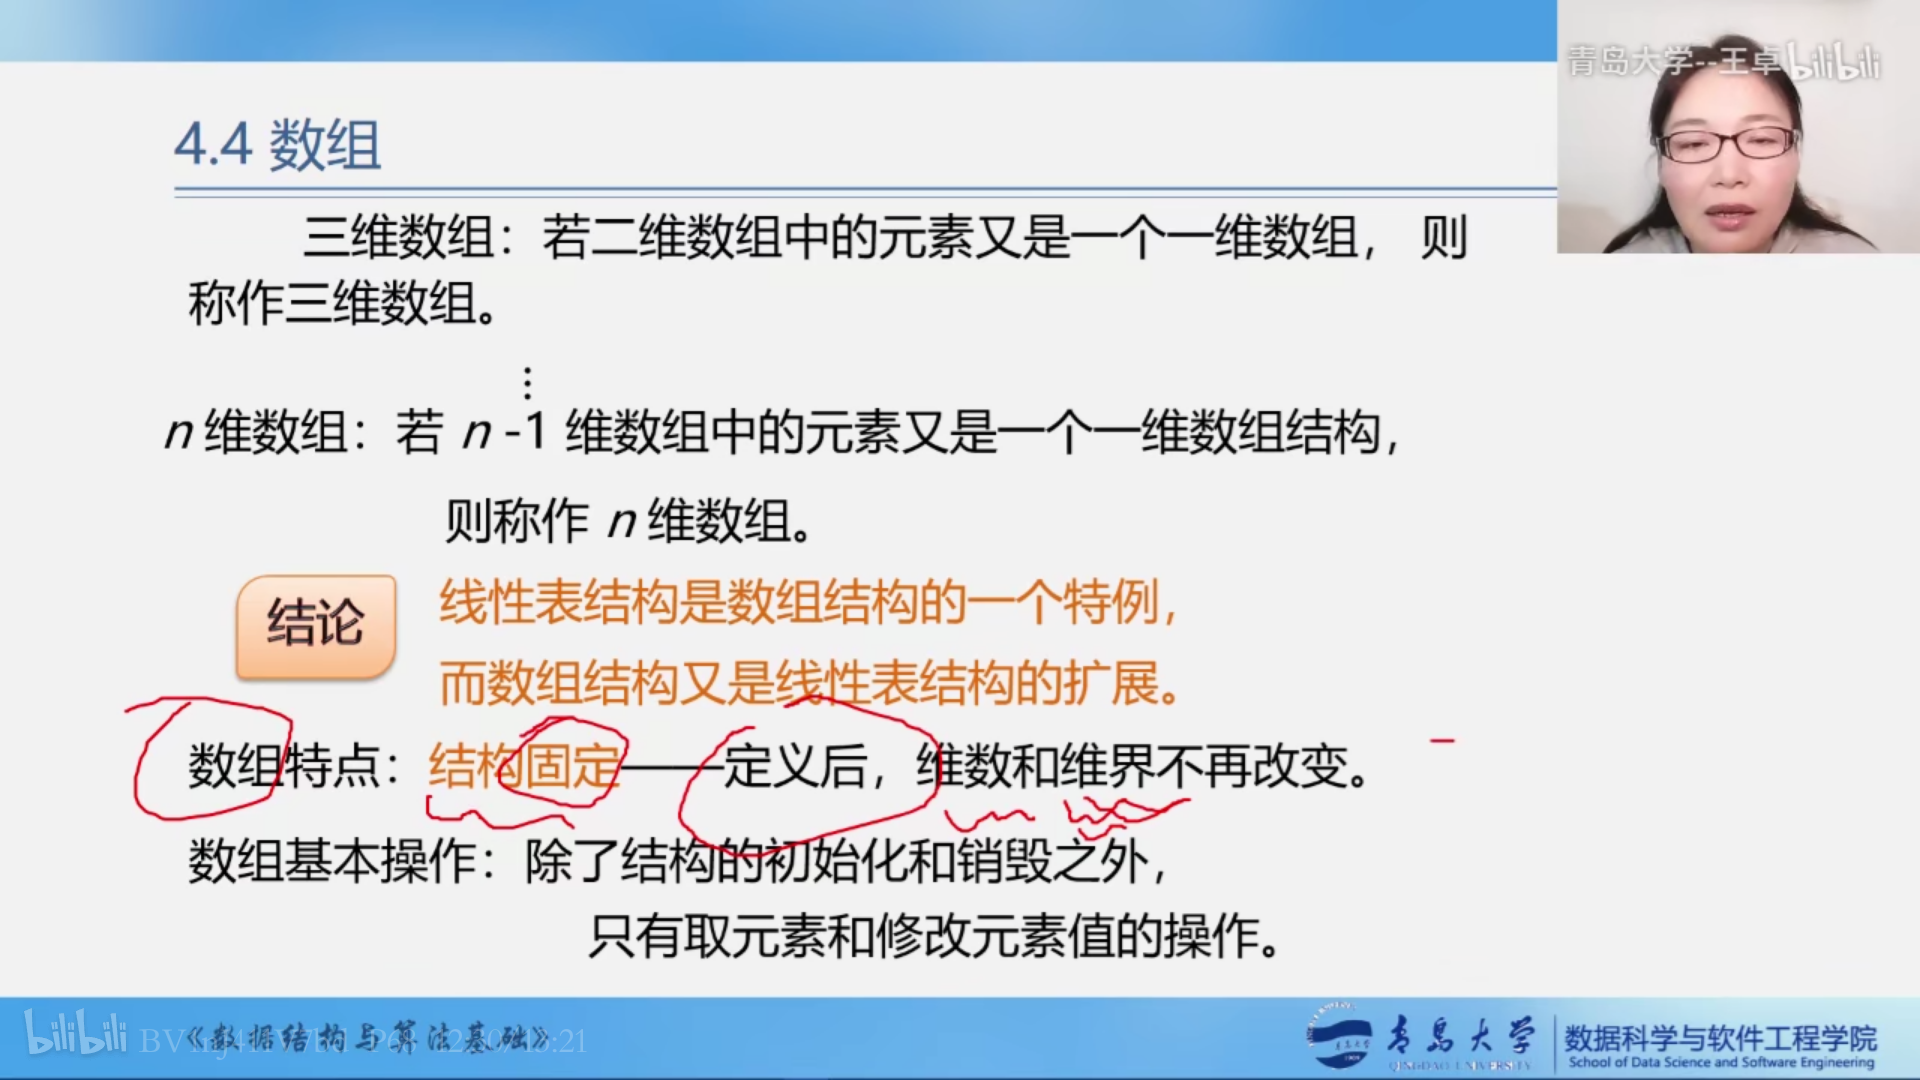 青岛大学--王卓 bilibili
4.4 数组
三维数组：若二维数组中的元素又是一个一维数组， 则
称作三维数组。
⋮
n 维数组：若 n -1 维数组中的元素又是一个一维数组结构，
则称作 n 维数组。
结论
线性表结构是数组结构的一个特例，
而数组结构又是线性表结构的扩展。
数组特点：结构固定——定义后，维数和维界不再改变。
数组基本操作：除了结构的初始化和销毁之外，
只有取元素和修改元素值的操作。
bilibili
《数据结构与算法基础》
青岛大学
QINGDAO UNIVERSITY
数据科学与软件工程学院
School of Data Science and Software Engineering